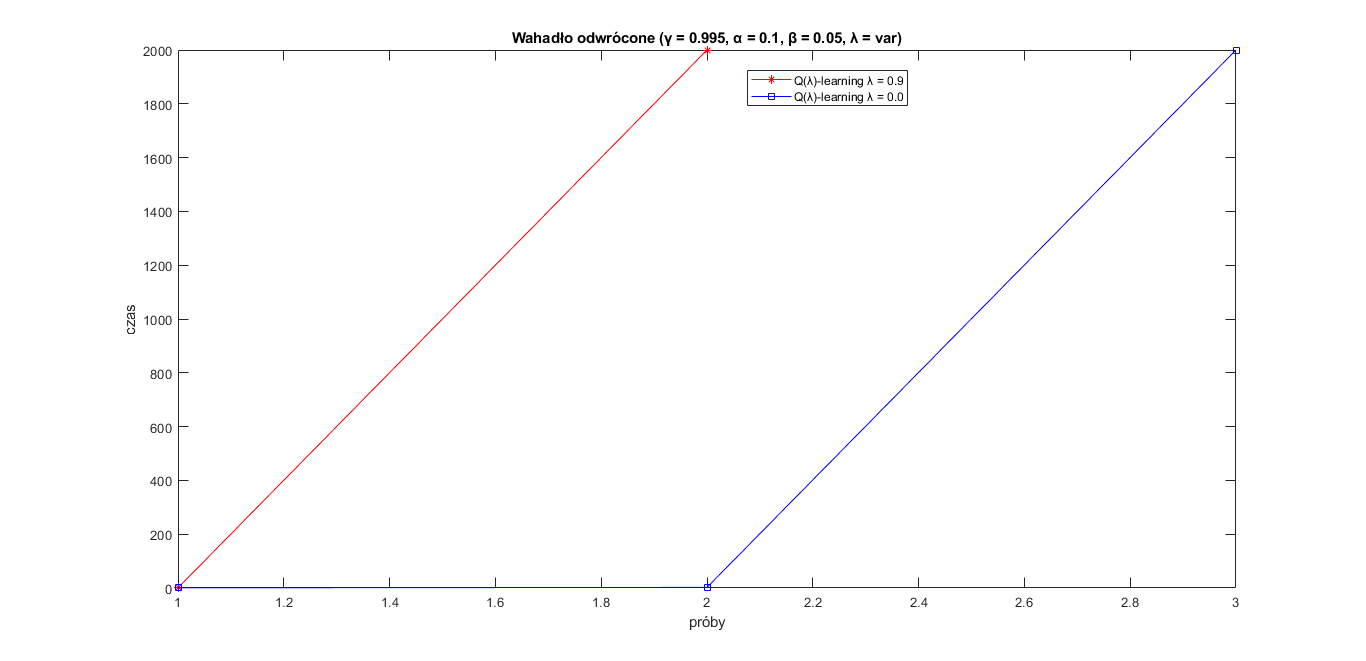 Wahadło odwrócone (γ = 0.995, α = 0.1, β = 0.05, λ = var)
Q(λ)-learning λ = 0.9
Q(λ)-learning λ = 0.0
czas
2000
1800
1600
1400
1200
1000
800
600
400
200
0
1 1.2 1.4 1.6 1.8 2 2.2 2.4 2.6 2.8 3
próby